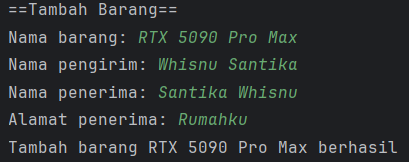 ==Tambah Barang==
Nama barang: RTX 5090 Pro Max
Nama pengirim: Whisnu Santika
Nama penerima: Santika Whisnu
Alamat penerima: Rumahku
Tambah barang RTX 5090 Pro Max berhasil